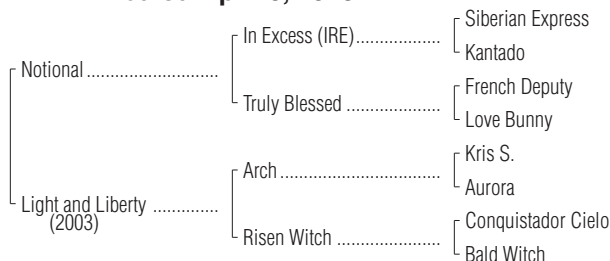 Siberian Express
In Excess (IRE)
Kantado
Notional
French Deputy
Truly Blessed
Love Bunny
Kris S.
Arch
Aurora
Light and Liberty
(2003)
Conquistador Cielo
Risen Witch
Bald Witch